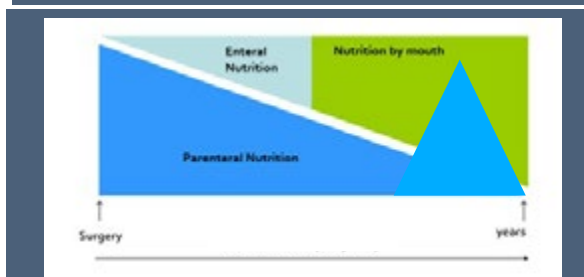 Enteral
Nutrition
Nutrition by mouth
Parenteral Nutrition
Surgery
years